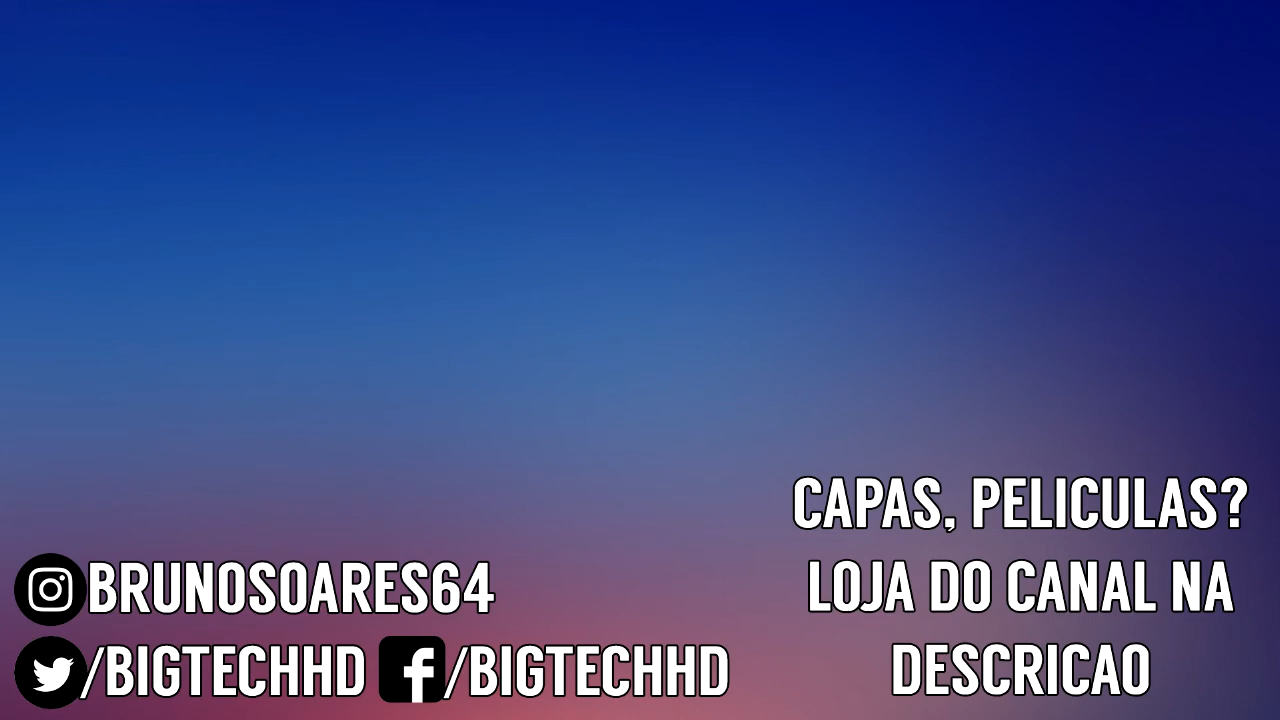 CAPAS, PELICULAS?
LOJA DO CANAL NA
DESCRICAO
BRUNOSOARES64
/BIGTECHHD /BIGTECHHD